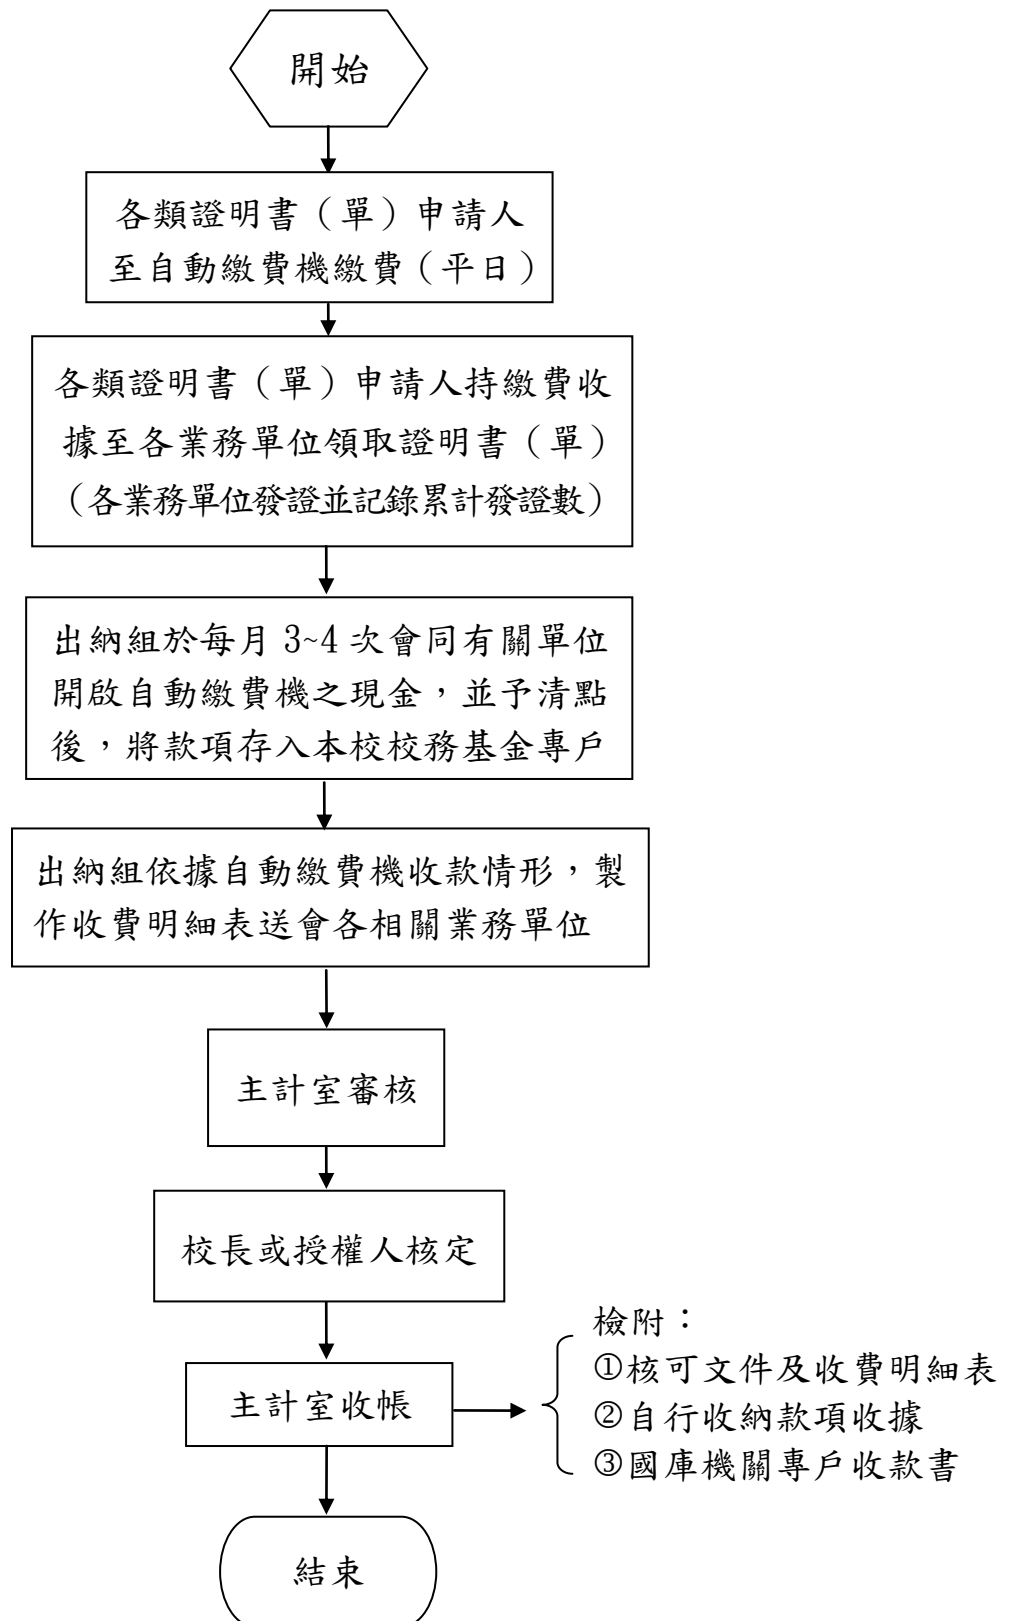 開始
各類證明書（單）申請人
至自動繳費機繳費（平日）
各類證明書（單）申請人持繳費收
據至各業務單位領取證明書（單）
（各業務單位發證並記錄累計發證數）
出納組於每月 3~4 次會同有關單位
開啟自動繳費機之現金，並予清點
後，將款項存入本校校務基金專戶
出納組依據自動繳費機收款情形，製
作收費明細表送會各相關業務單位
主計室審核
校長或授權人核定
主計室收帳
檢附：
①核可文件及收費明細表
②自行收納款項收據
③國庫機關專戶收款書
結束